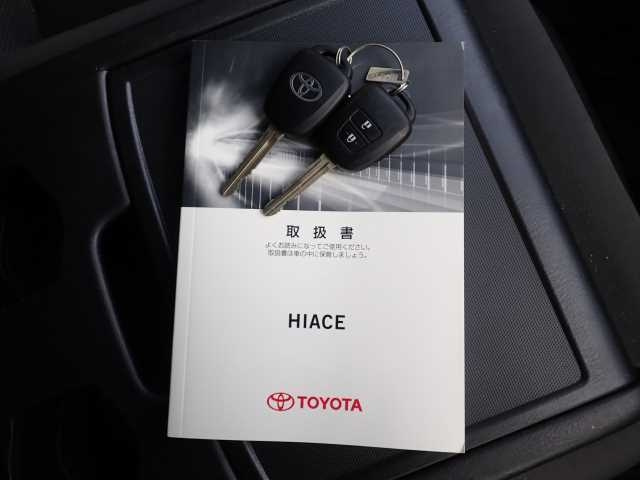 取扱書
よくお読みになってご使用ください。
取扱書は車の中に保管しましょう。
HIACE
TOYOTA